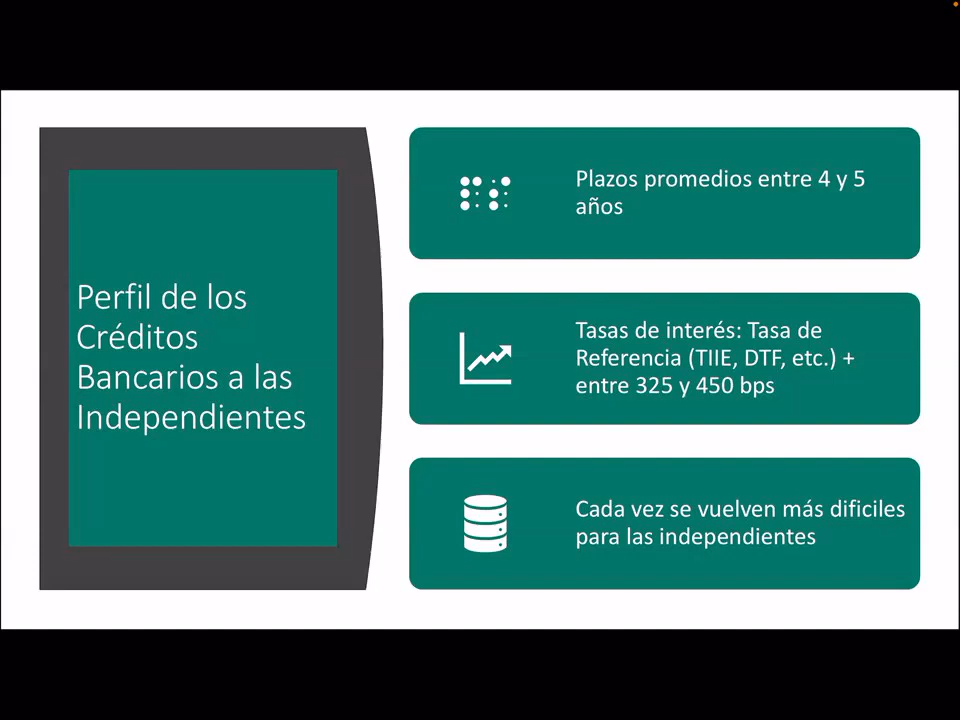 Perfil de los
Créditos
Bancarios a las
Independientes
Plazos promedios entre 4 y 5
años
Tasas de interés: Tasa de
Referencia (TIIE, DTF, etc.) +
entre 325 y 450 bps
Cada vez se vuelven más dificiles
para las independientes